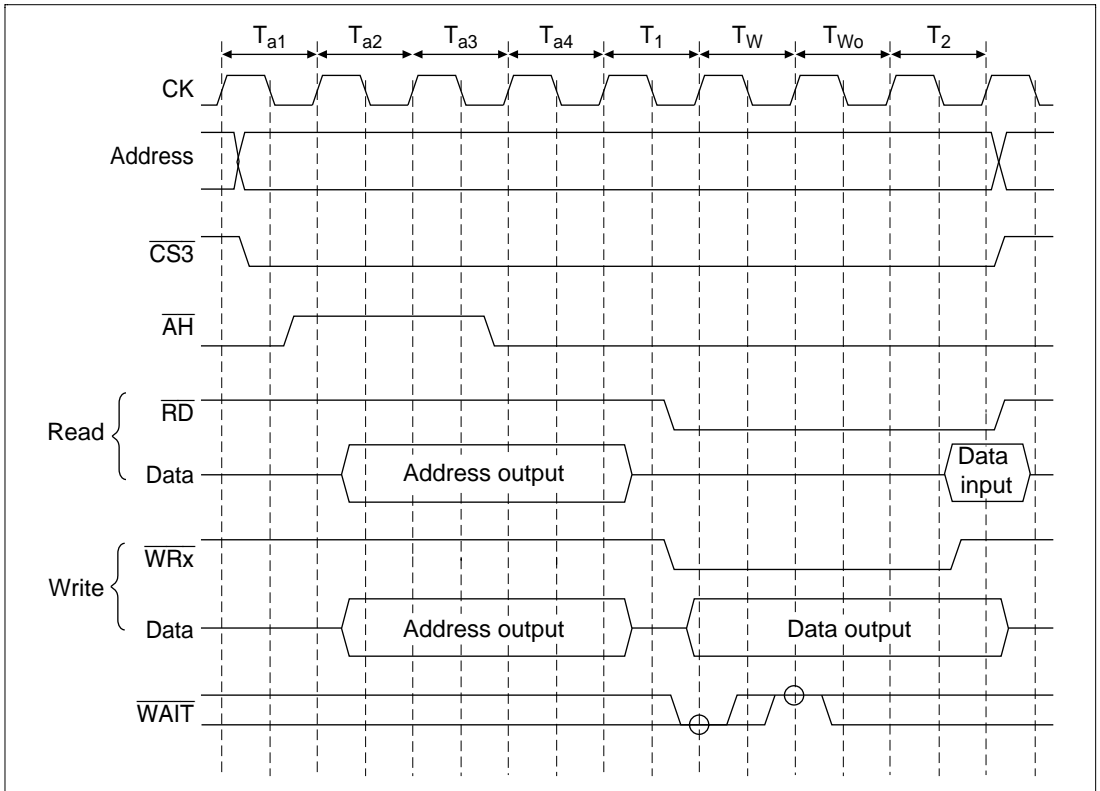 Ta1 Ta2 Ta3 Ta4 T1 TW TWo T2
CK
Address
CS3
AH
RD
Read
Data Address output Data
input
WRx
Write
Data Address output Data output
WAIT